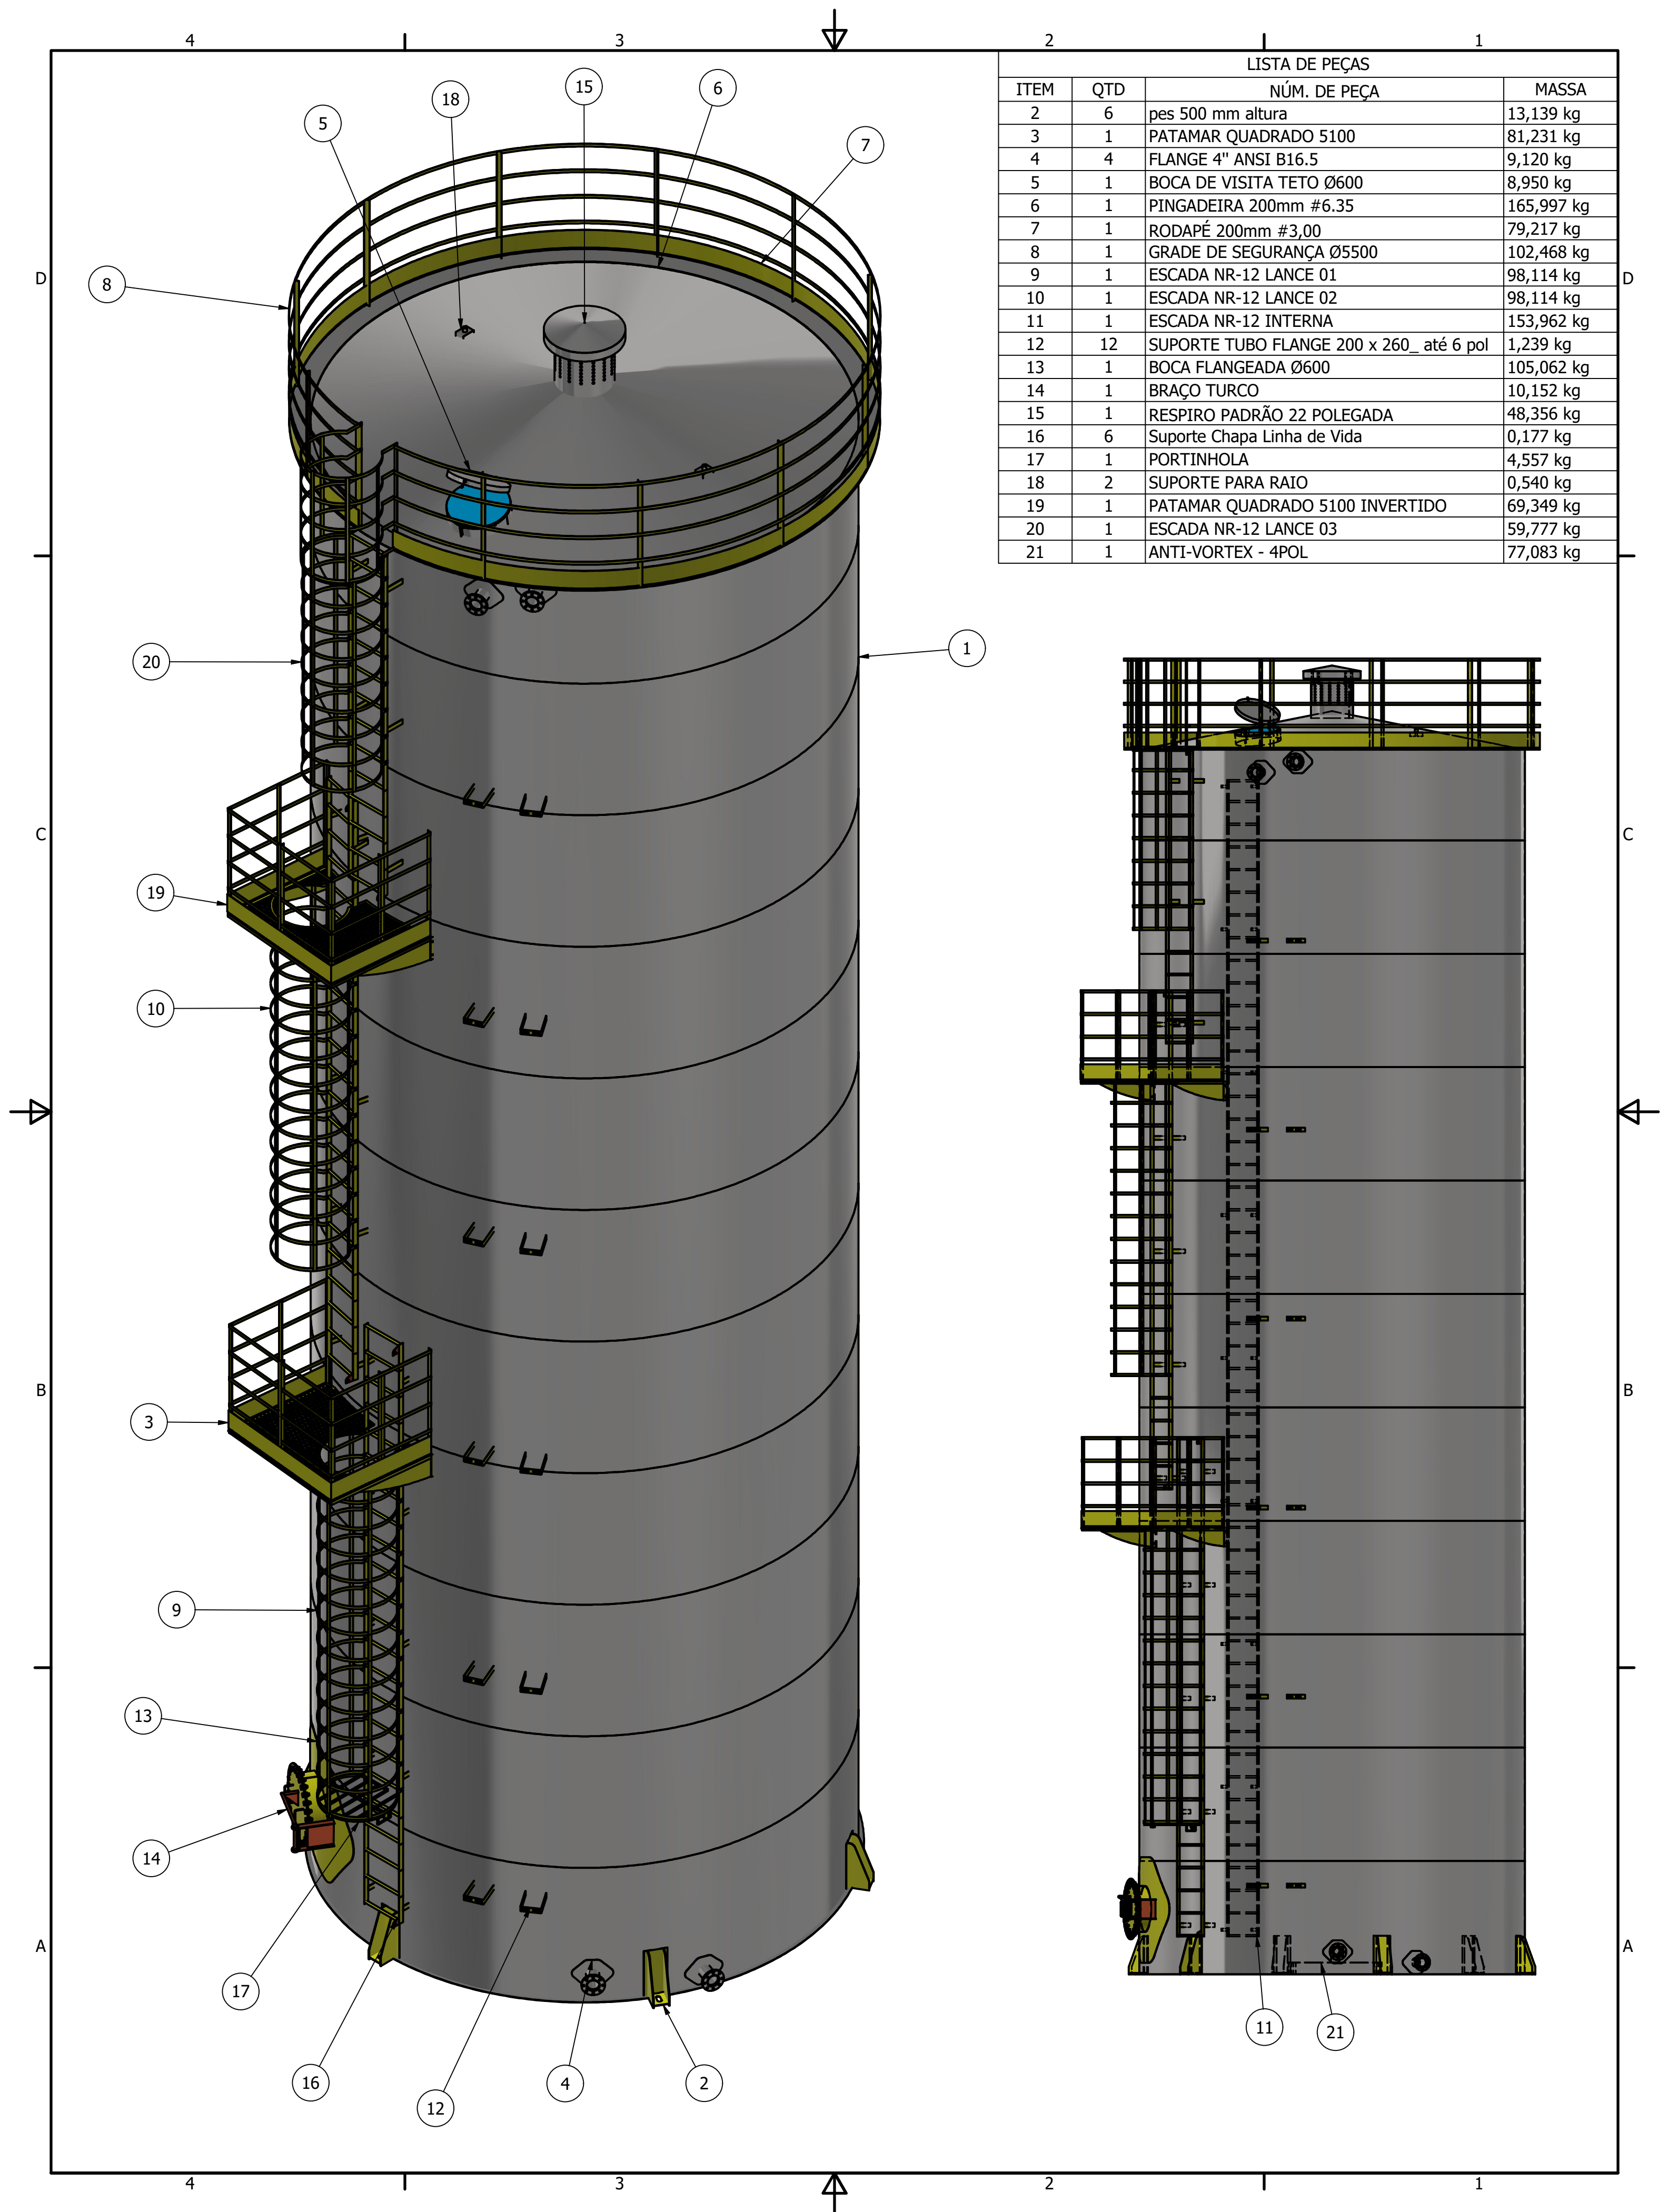 4 3 2 1
LISTA DE PEÇAS
ITEM QTD NÚM. DE PEÇA MASSA
2 6 pes 500 mm altura 13,139 kg
3 1 PATAMAR QUADRADO 5100 81,231 kg
4 4 FLANGE 4" ANSI B16.5 9,120 kg
5 1 BOCA DE VISITA TETO Ø600 8,950 kg
6 1 PINGADEIRA 200mm #6.35 165,997 kg
7 1 RODAPÉ 200mm #3,00 79,217 kg
8 1 GRADE DE SEGURANÇA Ø5500 102,468 kg
9 1 ESCADA NR-12 LANCE 01 98,114 kg
10 1 ESCADA NR-12 LANCE 02 98,114 kg
11 1 ESCADA NR-12 INTERNA 153,962 kg
12 12 SUPORTE TUBO FLANGE 200 x 260_ até 6 pol 1,239 kg
13 1 BOCA FLANGEADA Ø600 105,062 kg
14 1 BRAÇO TURCO 10,152 kg
15 1 RESPIRO PADRÃO 22 POLEGADA 48,356 kg
16 6 Suporte Chapa Linha de Vida 0,177 kg
17 1 PORTINHOLA 4,557 kg
18 2 SUPORTE PARA RAIO 0,540 kg
19 1 PATAMAR QUADRADO 5100 INVERTIDO 69,349 kg
20 1 ESCADA NR-12 LANCE 03 59,777 kg
21 1 ANTI-VORTEX - 4POL 77,083 kg
15
6
18
5
7
D
D
8
1
20
C
C
19
10
B
B
3
9
13
14
A
A
17
11
21
16
4
2
12
4 3 2 1